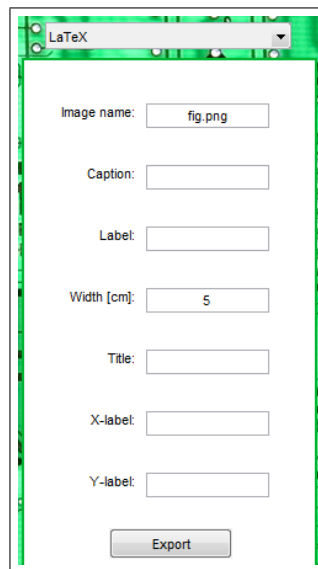 LaTeX
Image name: fig.png
Caption:
Label:
Width [cm]: 5
Title:
X-label:
Y-label:
Export